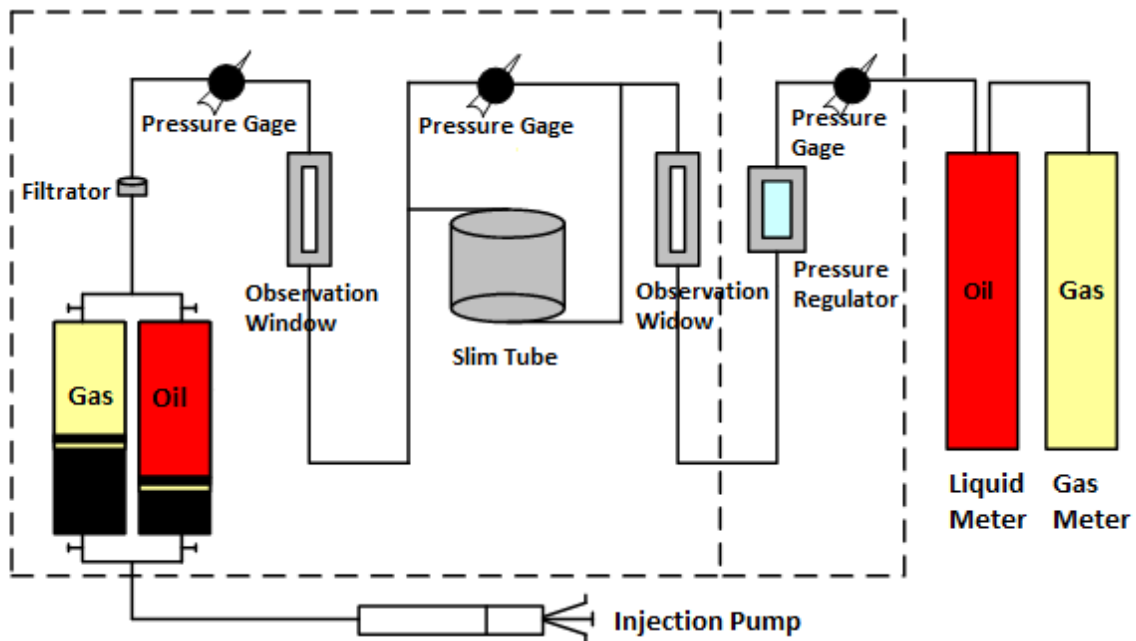 Pressure Gage
Pressure Gage
Pressure
Gage
Filtrator
Observation
Window
Slim Tube
Observation
Widow
Pressure
Regulator
Gas
Oil
Oil
Gas
Liquid
Meter
Gas
Meter
Injection Pump